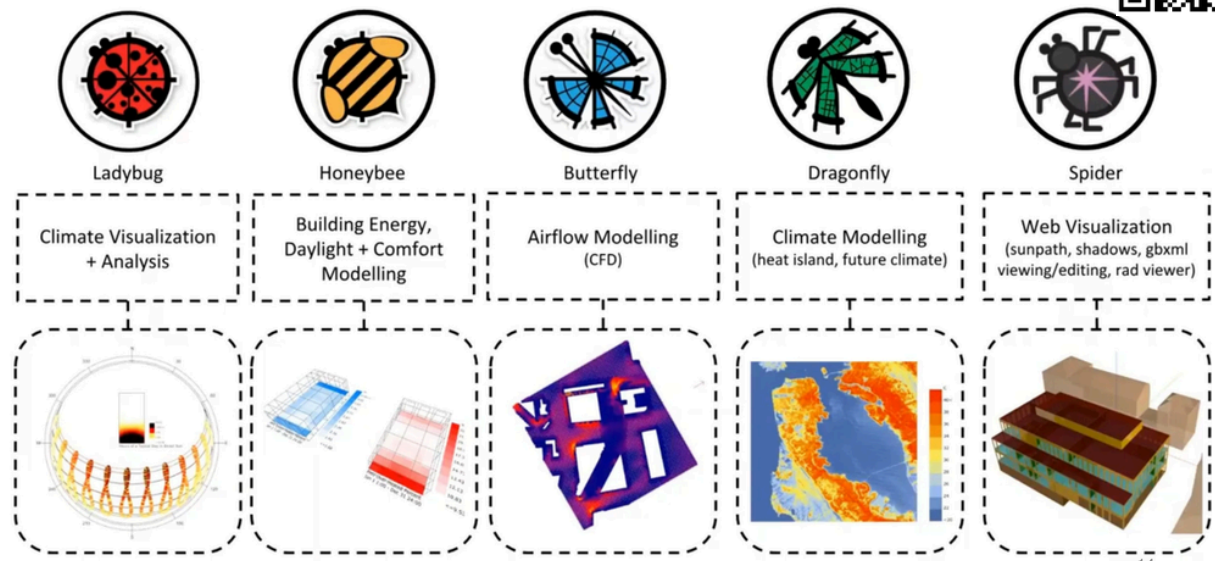 Ladybug
Honeybee
Butterfly
Dragonfly
Spider
Climate Visualization
+ Analysis
Building Energy,
Daylight + Comfort
Modelling
Airflow Modelling
(CFD)
Climate Modelling
(heat island, future climate)
Web Visualization
(sunpath, shadows, gbxml
viewing/editing, rad viewer)